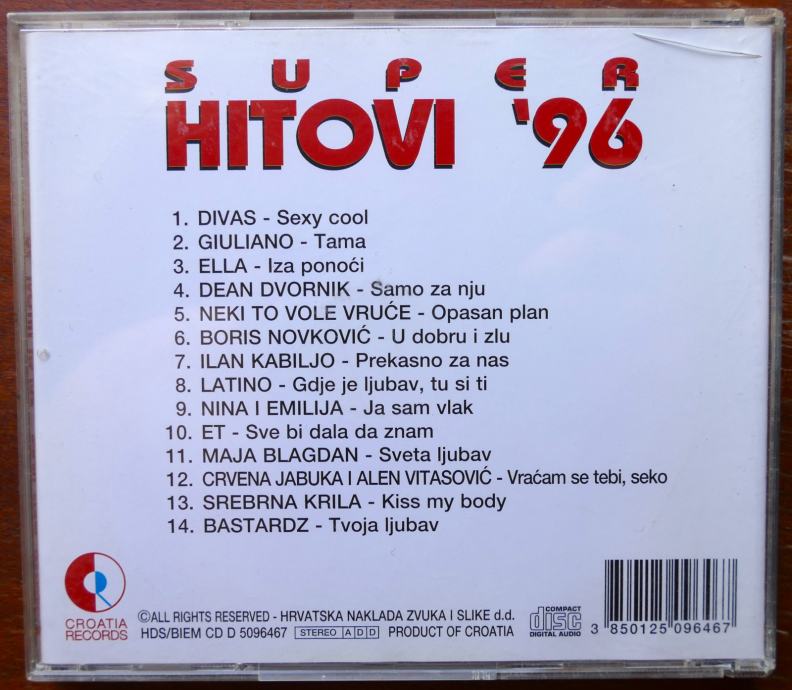 SUPER
HITOVI '96
1. DIVAS - Sexy cool
2. GIULIANO - Tama
3. ELLA - Iza ponoći
4. DEAN DVORNIK - Samo za nju
5. NEKI TO VOLE VRUĆE - Opasan plan
6. BORIS NOVKOVIĆ - U dobru i zlu
7. ILAN KABILJO - Prekasno za nas
8. LATINO - Gdje je ljubav, tu si ti
9. NINA I EMILIJA - Ja sam vlak
10. ET - Sve bi dala da znam
11. MAJA BLAGDAN - Sveta ljubav
12. CRVENA JABUKA I ALEN VITASOVIĆ - Vraćam se tebi, seko
13. SREBRNA KRILA - Kiss my body
14. BASTARDZ - Tvoja ljubav
CROATIA
RECORDS
©ALL RIGHTS RESERVED - HRVATSKA NAKLADA ZVUKA I SLIKE d.d.
HDS/BIEM CD D 5096467 STEREO A D D PRODUCT OF CROATIA
COMPACT
disc
DIGITAL AUDIO
3 850125 096467